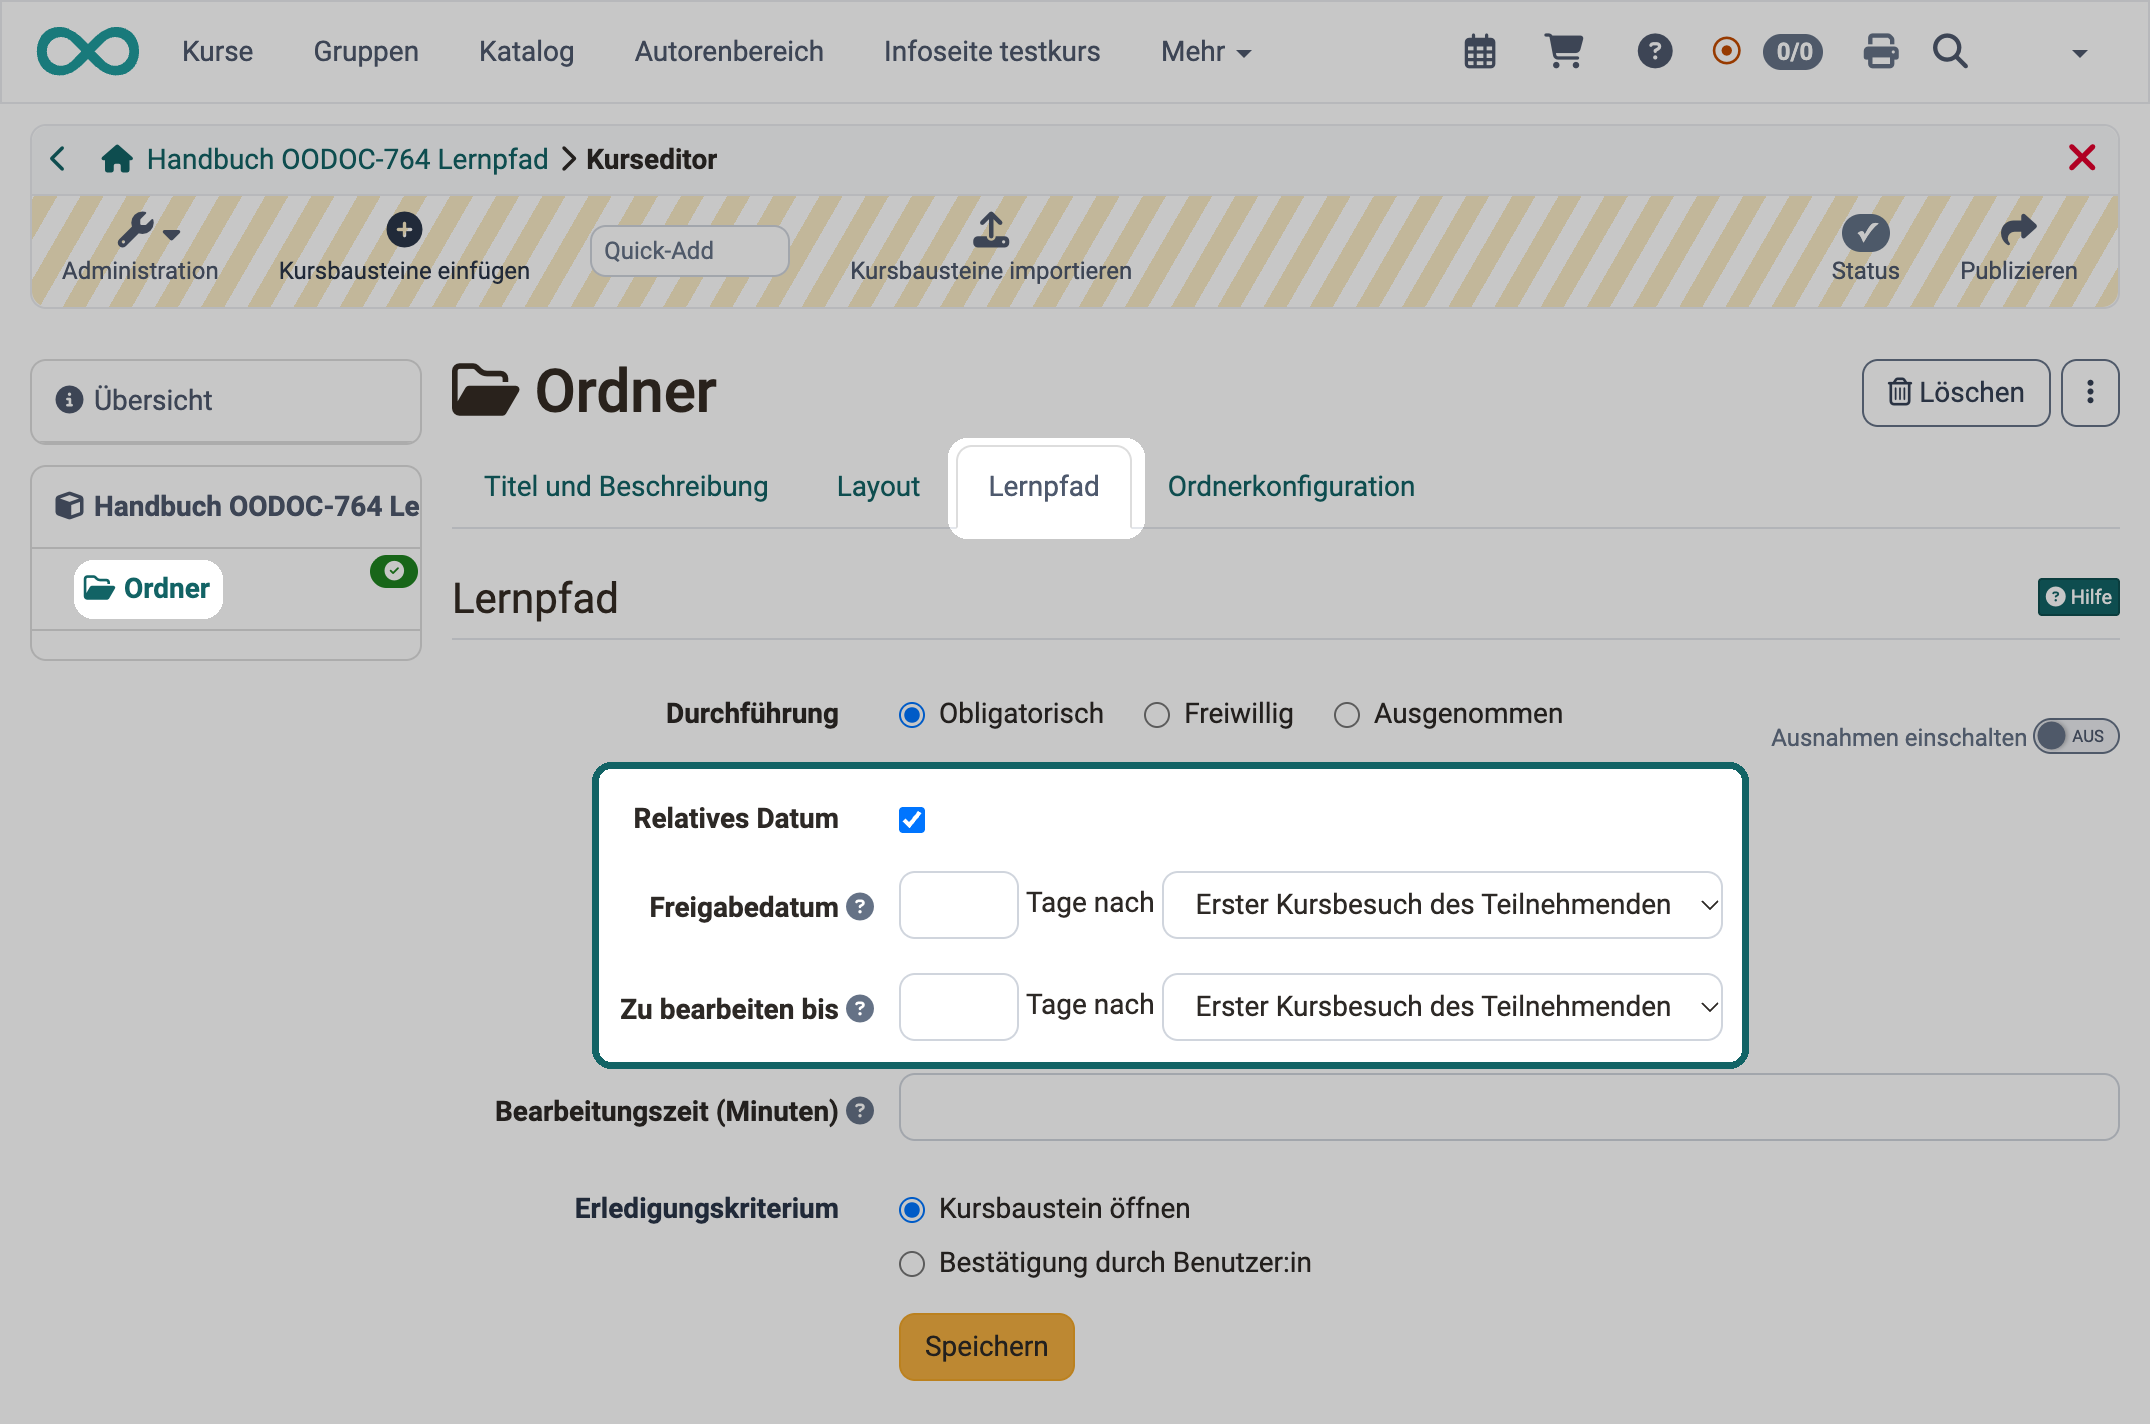 Kurse Gruppen Katalog Autorenbereich Infoseite testkurs Mehr 0/0
Handbuch OODOC-764 Lernpfad Kurseditor
Administration Kursbausteine einfügen Quick-Add Kursbausteine importieren Status Publizieren
Übersicht
Handbuch OODOC-764 Le
Ordner
Ordner
Löschen
Titel und Beschreibung Layout Lernpfad Ordnerkonfiguration
Lernpfad
Hilfe
Durchführung Obligatorisch Freiwillig Ausgenommen
Ausnahmen einschalten AUS
Relatives Datum
Freigabedatum ? Tage nach Erster Kursbesuch des Teilnehmenden
Zu bearbeiten bis ? Tage nach Erster Kursbesuch des Teilnehmenden
Bearbeitungszeit (Minuten) ?
Erledigungskriterium Kursbaustein öffnen
Bestätigung durch Benutzer:in
Speichern